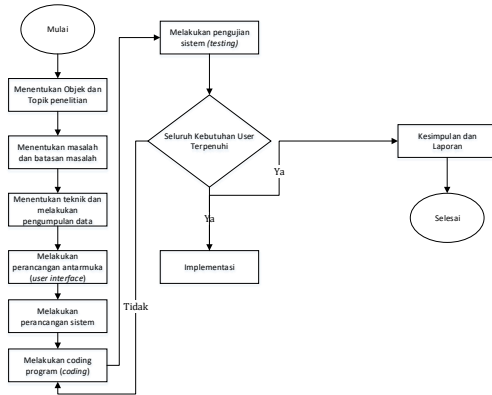 Mulai
Menentukan Objek dan
Topik penelitian
Menentukan masalah
dan batasan masalah
Menentukan teknik dan
melakukan
pengumpulan data
Melakukan
perancangan antarmuka
(user interface)
Melakukan
perancangan sistem
Melakukan coding
program (coding)
Melakukan pengujian
sistem (testing)
Seluruh Kebutuhan User
Terpenuhi
Tidak
Ya
Implementasi
Ya
Kesimpulan dan
Laporan
Selesai